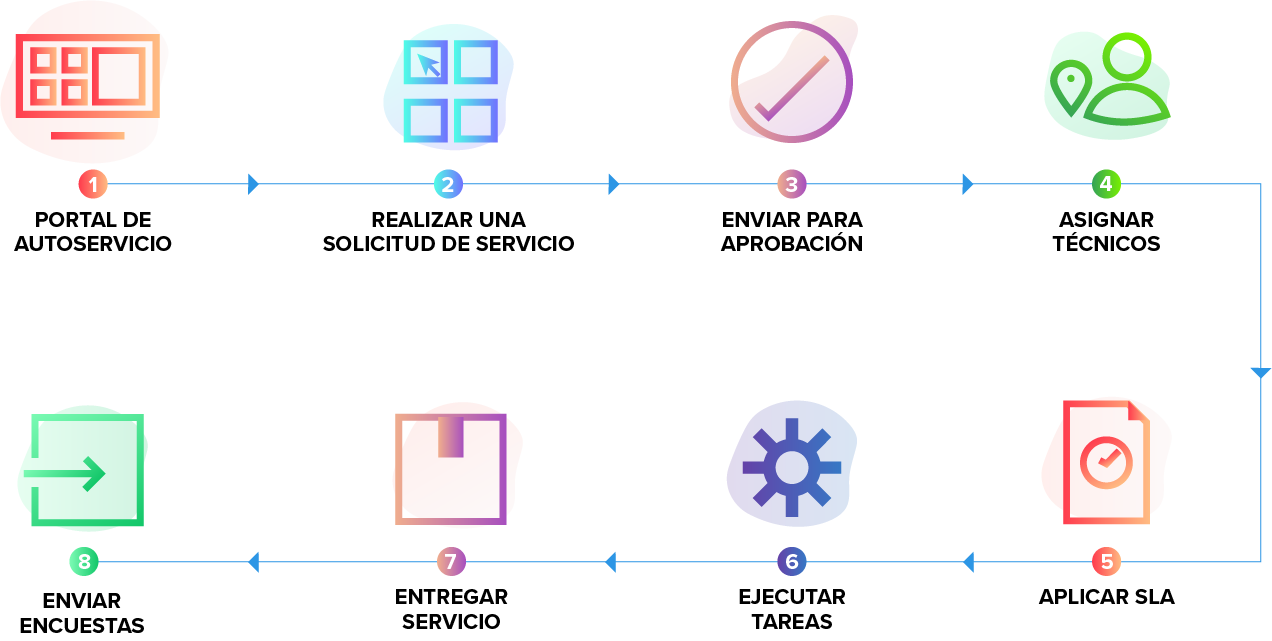 1
PORTAL DE
AUTOSERVICIO
2
REALIZAR UNA
SOLICITUD DE SERVICIO
3
ENVIAR PARA
APROBACIÓN
4
ASIGNAR
TÉCNICOS
5
APLICAR SLA
6
EJECUTAR
TAREAS
7
ENTREGAR
SERVICIO
8
ENVIAR
ENCUESTAS